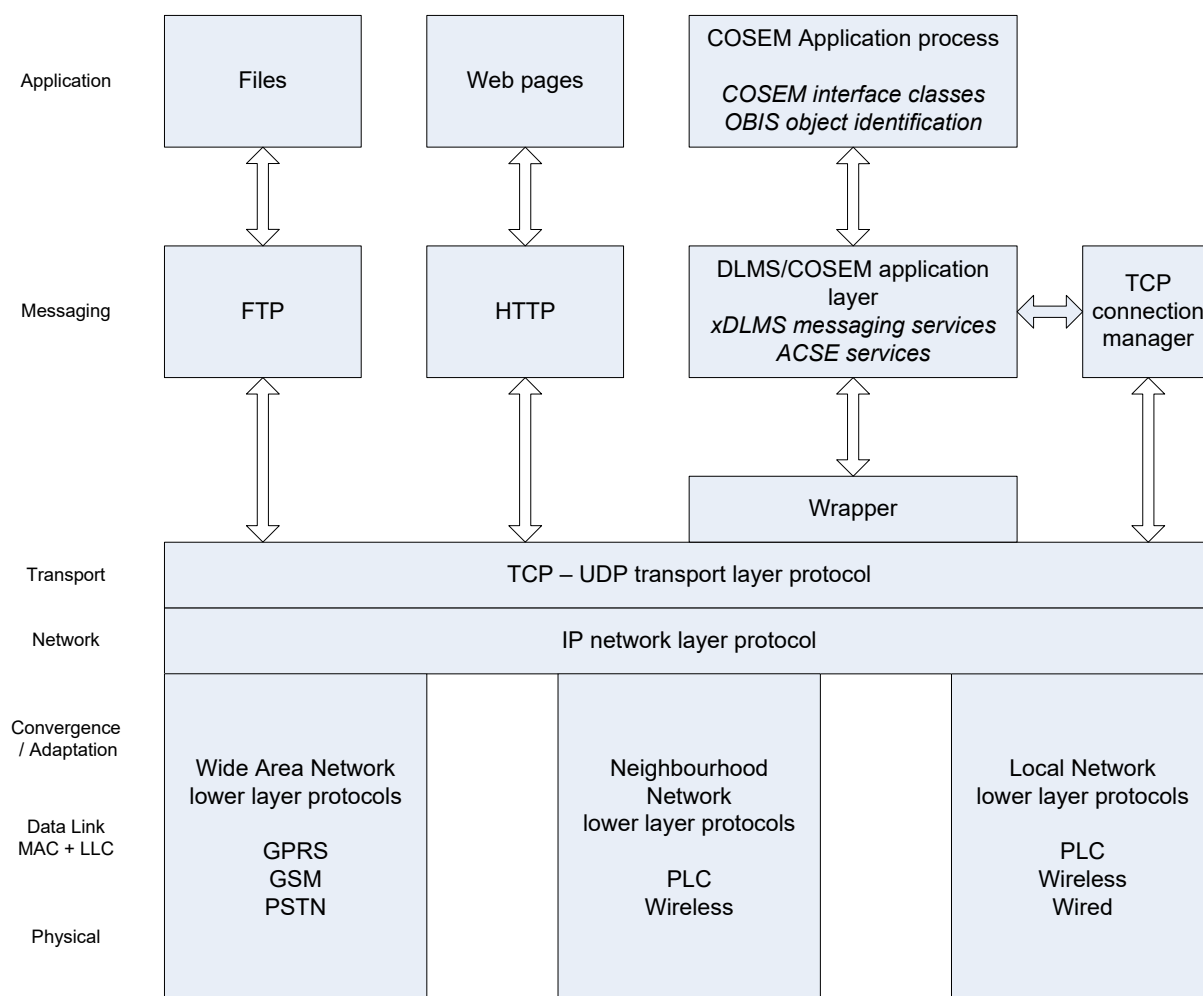 Application
Files
Web pages
COSEM Application process
COSEM interface classes
OBIS object identification
Messaging
FTP
HTTP
DLMS/COSEM application
layer
xDLMS messaging services
ACSE services
TCP
connection
manager
Wrapper
Transport
TCP – UDP transport layer protocol
Network
IP network layer protocol
Convergence
/ Adaptation
Data Link
MAC + LLC
Physical
Wide Area Network
lower layer protocols
GPRS
GSM
PSTN
Neighbourhood
Network
lower layer protocols
PLC
Wireless
Local Network
lower layer protocols
PLC
Wireless
Wired